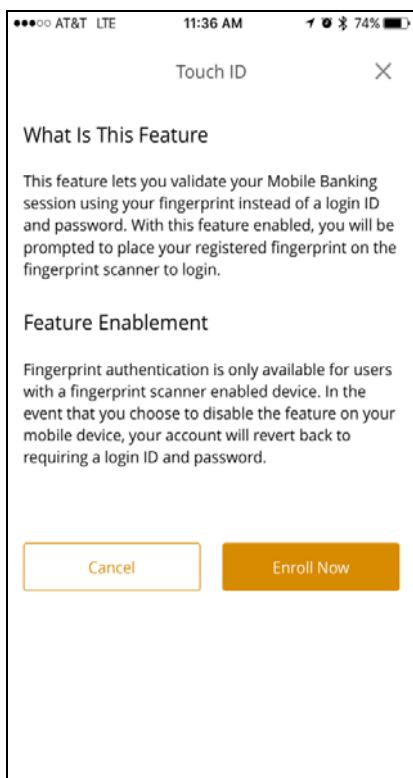 ●●●○○ AT&T LTE 11:36 AM 74%
Touch ID
What Is This Feature
This feature lets you validate your Mobile Banking
session using your fingerprint instead of a login ID
and password. With this feature enabled, you will be
prompted to place your registered fingerprint on the
fingerprint scanner to login.
Feature Enablement
Fingerprint authentication is only available for users
with a fingerprint scanner enabled device. In the
event that you choose to disable the feature on your
mobile device, your account will revert back to
requiring a login ID and password.
Cancel Enroll Now